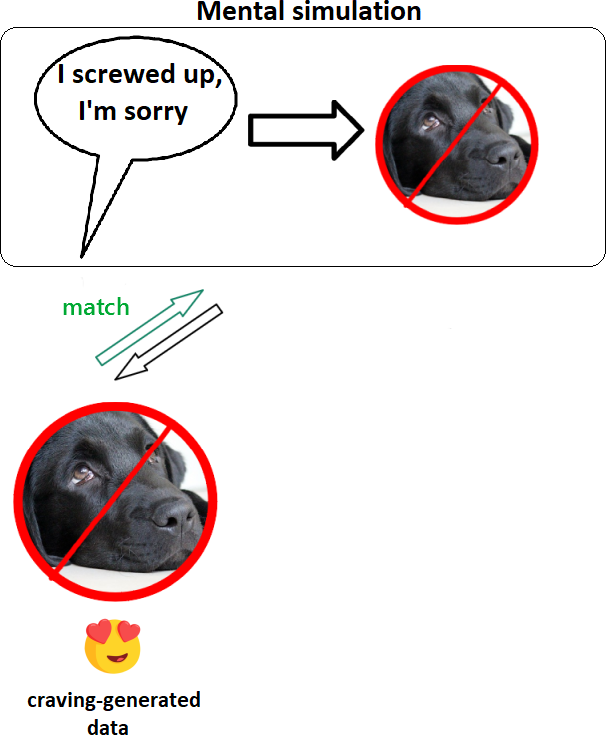 Mental simulation
I screwed up,
I'm sorry
match
craving-generated
data